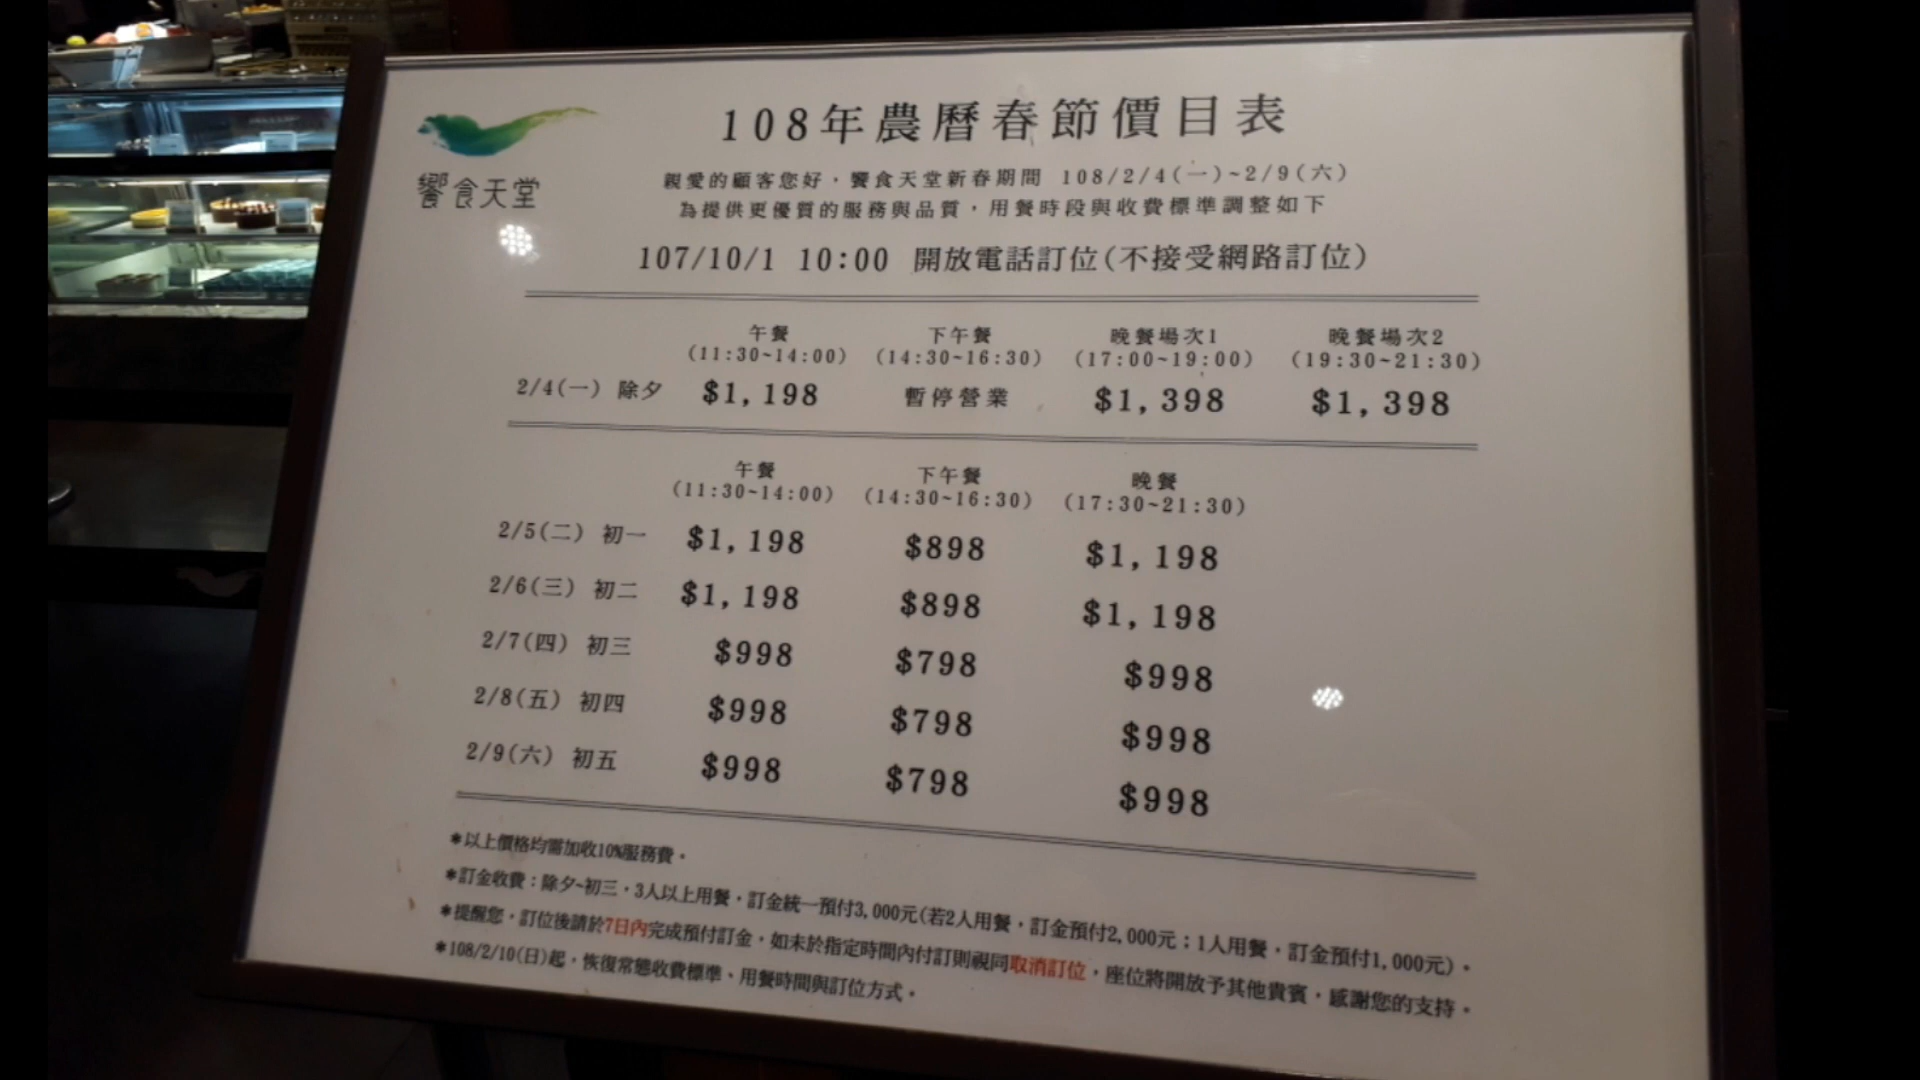 饗食天堂
108年農曆春節價目表
親愛的顧客您好，饗食天堂新春期間 108/2/4(一)~2/9(六)
為提供更優質的服務與品質，用餐時段與收費標準調整如下
107/10/1 10:00 開放電話訂位(不接受網路訂位)
午餐 下午餐 晚餐場次1 晚餐場次2
(11:30~14:00) (14:30~16:30) (17:00~19:00) (19:30~21:30)
2/4(一) 除夕 $1,198 暫停營業 $1,398 $1,398
午餐 下午餐 晚餐
(11:30~14:00) (14:30~16:30) (17:30~21:30)
2/5(二) 初一 $1,198 $898 $1,198
2/6(三) 初二 $1,198 $898 $1,198
2/7(四) 初三 $998 $798 $998
2/8(五) 初四 $998 $798 $998
2/9(六) 初五 $998 $798 $998
*以上價格均需加收10%服務費。
*訂金收費：除夕~初三，3人以上用餐，訂金統一預付3,000元(若2人用餐，訂金預付2,000元；1人用餐，訂金預付1,000元)。
*提醒您，訂位後請於7日內完成預付訂金，如未於指定時間內付訂則視同取消訂位，座位將開放予其他貴賓，感謝您的支持。
*108/2/10(日)起，恢復常態收費標準、用餐時間與訂位方式。